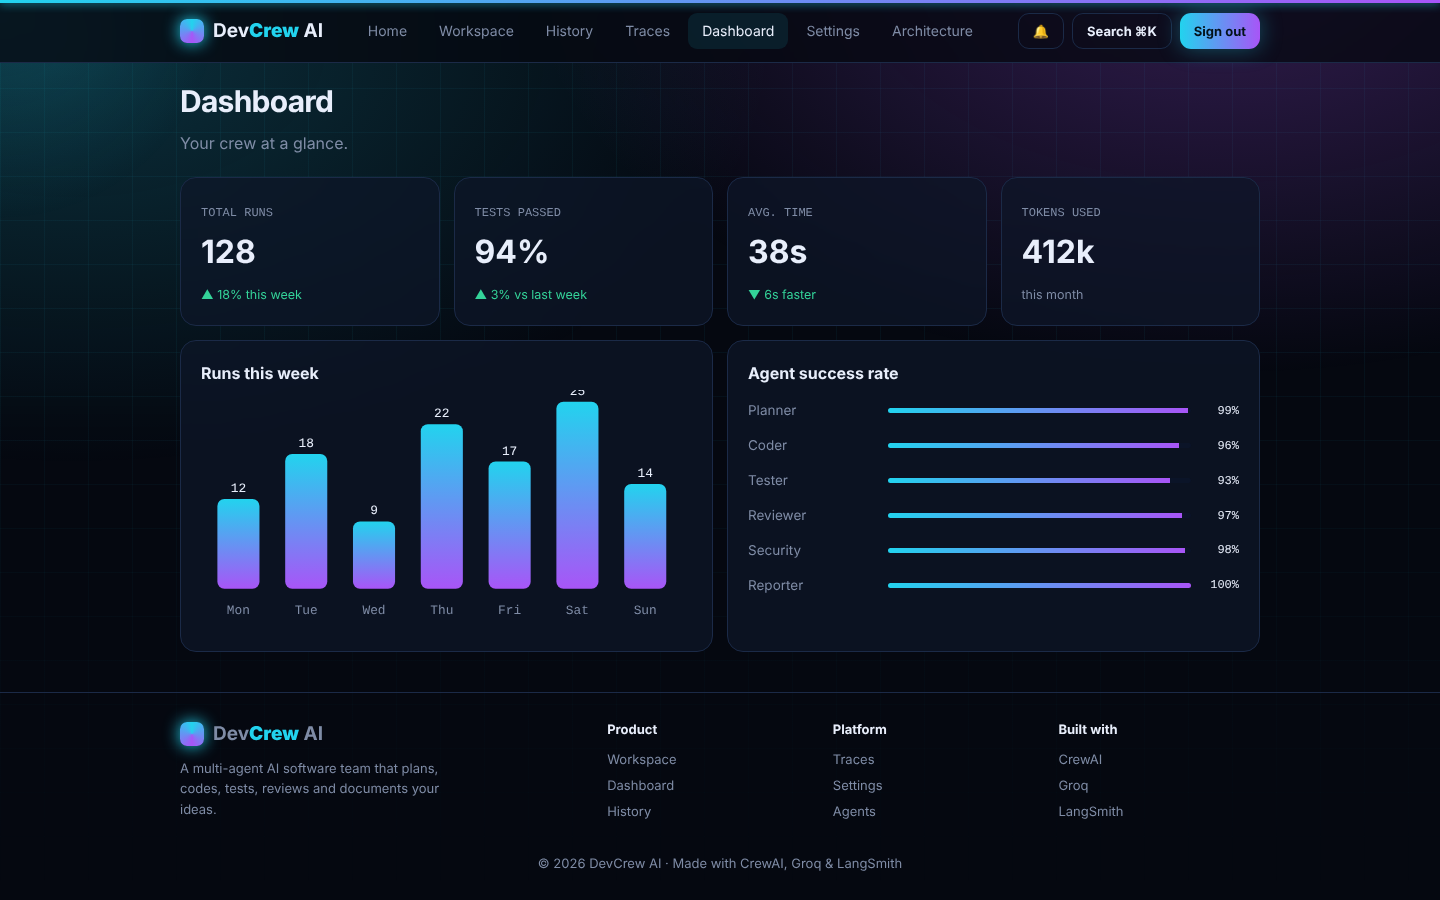 DevCrew AI
Home
Workspace
History
Traces
Dashboard
Settings
Architecture
Search ⌘K
Sign out
Dashboard
Your crew at a glance.
TOTAL RUNS
128
▲ 18% this week
TESTS PASSED
94%
▲ 3% vs last week
AVG. TIME
38s
▼ 6s faster
TOKENS USED
412k
this month
Runs this week
12
18
9
22
17
25
14
Mon
Tue
Wed
Thu
Fri
Sat
Sun
Agent success rate
Planner 99%
Coder 96%
Tester 93%
Reviewer 97%
Security 98%
Reporter 100%
DevCrew AI
A multi-agent AI software team that plans,
codes, tests, reviews and documents your
ideas.
Product
Workspace
Dashboard
History
Platform
Traces
Settings
Agents
Built with
CrewAI
Groq
LangSmith
© 2026 DevCrew AI · Made with CrewAI, Groq & LangSmith